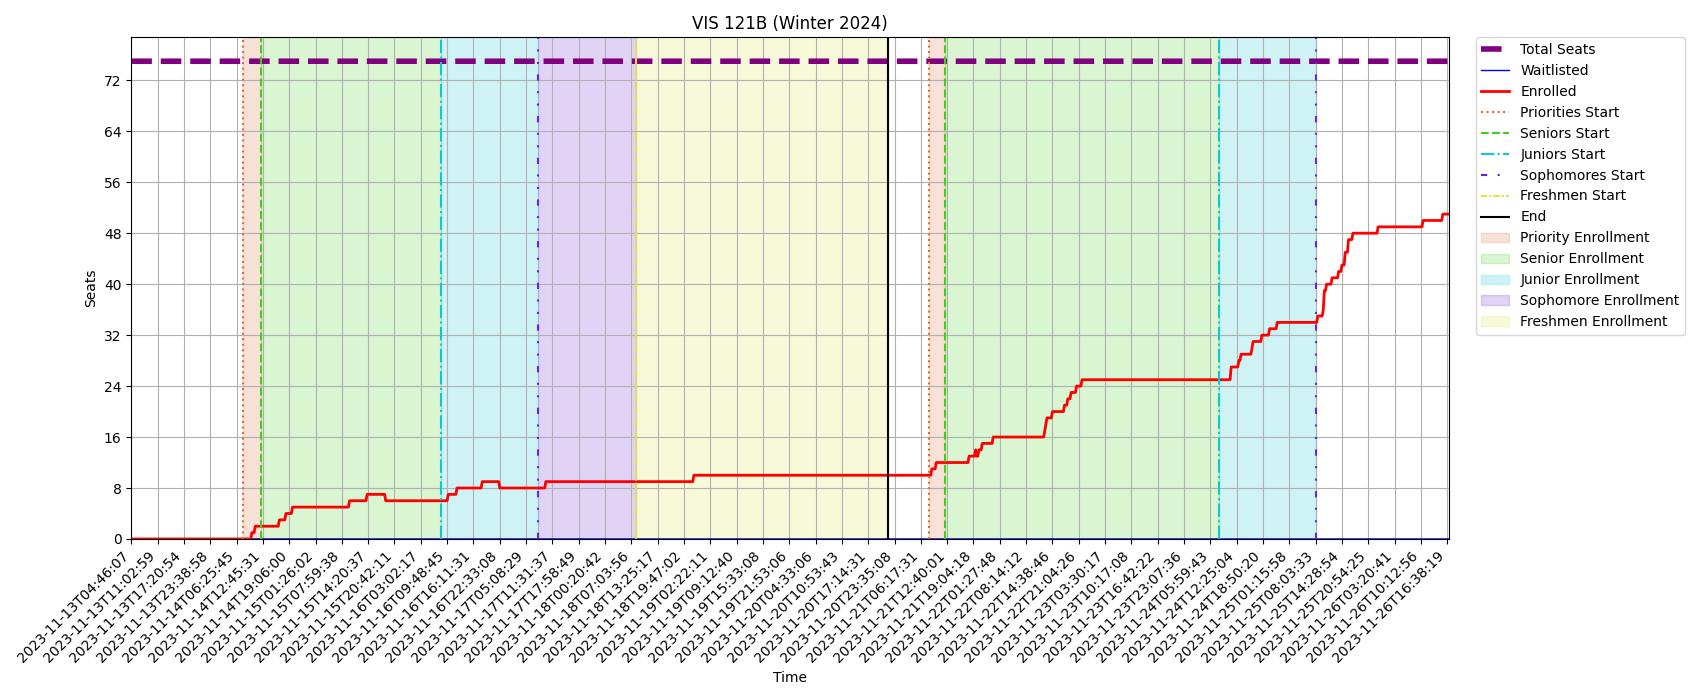 VIS 121B (Winter 2024)
Total Seats
Waitlisted
Enrolled
Priorities Start
Seniors Start
Juniors Start
Sophomores Start
Freshmen Start
End
Priority Enrollment
Senior Enrollment
Junior Enrollment
Sophomore Enrollment
Freshmen Enrollment
Seats
72
64
56
48
40
32
24
16
8
0
2023-11-13T04:46:07
2023-11-13T11:02:59
2023-11-13T17:20:54
2023-11-13T23:38:58
2023-11-14T06:25:45
2023-11-14T12:45:31
2023-11-14T19:06:00
2023-11-15T01:26:02
2023-11-15T07:59:38
2023-11-15T14:20:37
2023-11-15T20:42:11
2023-11-16T03:02:17
2023-11-16T09:48:45
2023-11-16T16:11:31
2023-11-16T22:33:08
2023-11-17T05:08:29
2023-11-17T11:31:37
2023-11-17T17:58:49
2023-11-18T00:20:42
2023-11-18T07:03:56
2023-11-18T13:25:17
2023-11-18T19:47:02
2023-11-19T02:22:11
2023-11-19T09:12:40
2023-11-19T15:33:08
2023-11-19T21:53:06
2023-11-20T04:33:06
2023-11-20T10:53:43
2023-11-20T17:14:31
2023-11-20T23:35:08
2023-11-21T06:17:31
2023-11-21T12:40:01
2023-11-21T19:04:18
2023-11-22T01:27:48
2023-11-22T08:14:12
2023-11-22T14:38:46
2023-11-22T21:04:26
2023-11-23T03:30:17
2023-11-23T10:17:08
2023-11-23T16:42:22
2023-11-23T23:07:36
2023-11-24T05:59:43
2023-11-24T12:25:04
2023-11-24T18:50:20
2023-11-25T01:15:58
2023-11-25T08:03:33
2023-11-25T14:28:54
2023-11-25T20:54:25
2023-11-26T03:20:41
2023-11-26T10:12:56
2023-11-26T16:38:19
Time